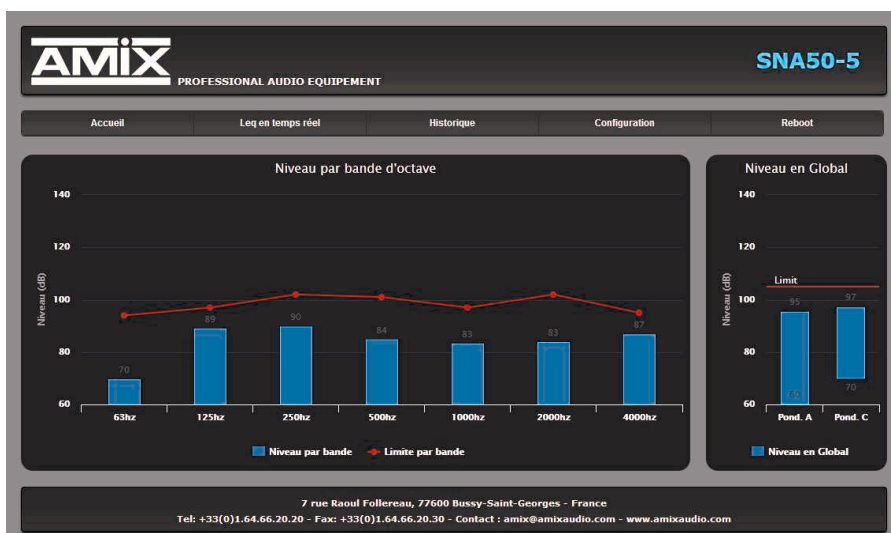 AMIX
PROFESSIONAL AUDIO EQUIPEMENT
SNA50-5
Accueil Leq en temps réel Historique Configuration Reboot
Niveau par bande d'octave
Niveau (dB)
140
120
100
80
60
70 89 90 84 83 83 87
63hz 125hz 250hz 500hz 1000hz 2000hz 4000hz
Niveau par bande Limite par bande
Niveau en Global
Niveau (dB)
140
120
Limit
100
95 97
80
70
60
Pond. A Pond. C
Niveau en Global
7 rue Raoul Follereau, 77600 Bussy-Saint-Georges - France
Tel: +33(0)1.64.66.20.20 - Fax: +33(0)1.64.66.20.30 - Contact : amix@amixaudio.com - www.amixaudio.com